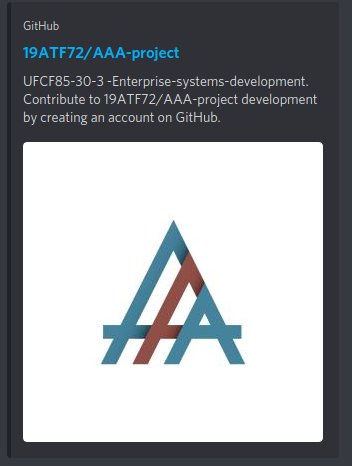 GitHub
19ATF72/AAA-project
UFCF85-30-3 -Enterprise-systems-development.
Contribute to 19ATF72/AAA-project development
by creating an account on GitHub.
AAA